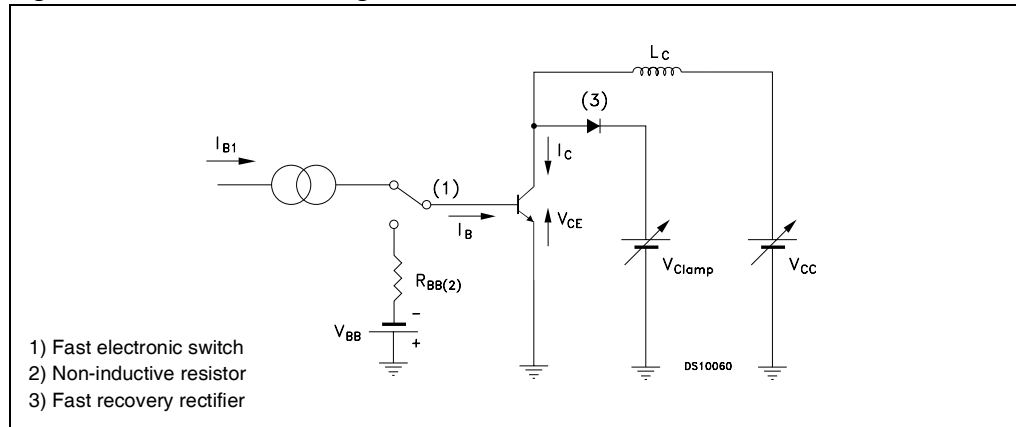 L_C
(3)
I_B1
I_C
(1)
I_B
V_CE
R_BB(2)
V_Clamp
V_CC
V_BB
-
+
DS10060
1) Fast electronic switch
2) Non-inductive resistor
3) Fast recovery rectifier